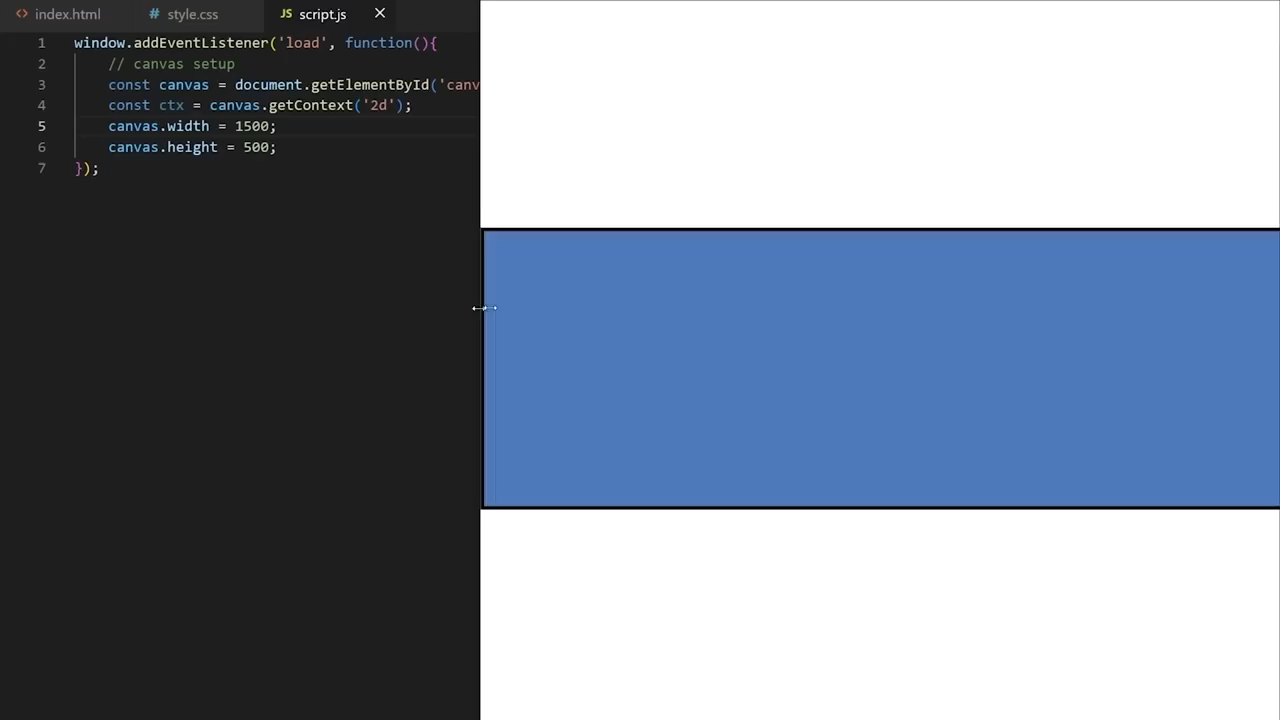 <> index.html # style.css JS script.js ×
1 window.addEventListener('load', function(){
2 // canvas setup
3 const canvas = document.getElementById('canv
4 const ctx = canvas.getContext('2d');
5 canvas.width = 1500;
6 canvas.height = 500;
7 });